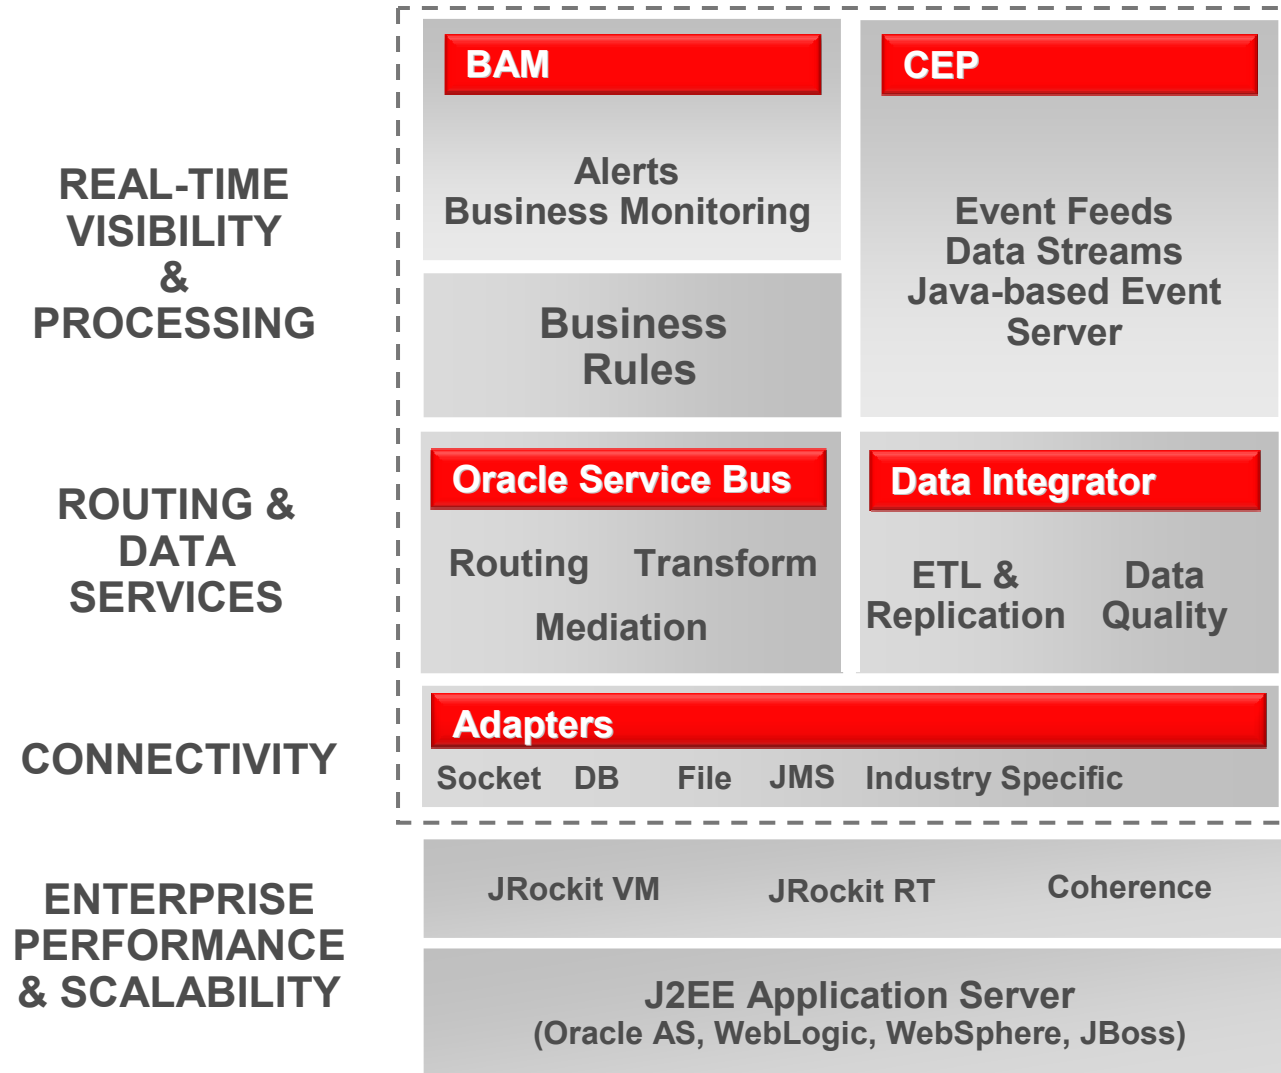 REAL-TIME
VISIBILITY
&
PROCESSING
BAM
Alerts
Business Monitoring
Business
Rules
CEP
Event Feeds
Data Streams
Java-based Event
Server
ROUTING &
DATA
SERVICES
Oracle Service Bus
Routing Transform
Mediation
Data Integrator
ETL &
Replication
Data
Quality
CONNECTIVITY
Adapters
Socket DB File JMS Industry Specific
ENTERPRISE
PERFORMANCE
& SCALABILITY
JRockit VM JRockit RT Coherence
J2EE Application Server
(Oracle AS, WebLogic, WebSphere, JBoss)